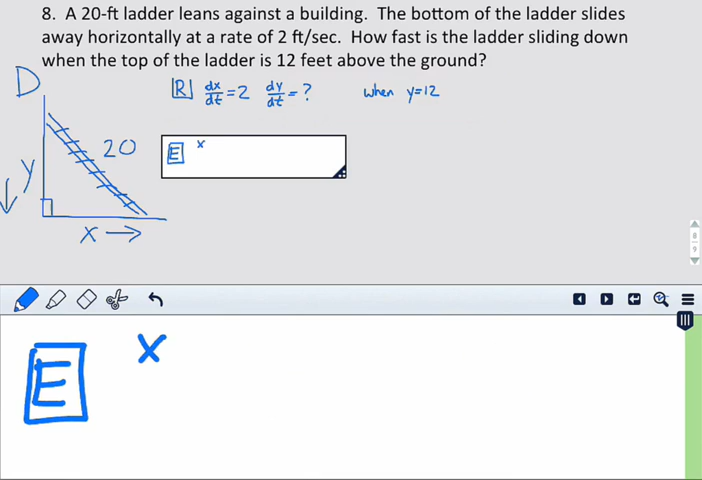 8. A 20-ft ladder leans against a building. The bottom of the ladder slides
away horizontally at a rate of 2 ft/sec. How fast is the ladder sliding down
when the top of the ladder is 12 feet above the ground?
D
R dx/dt = 2 dy/dt = ? when y=12
20
E x
y
x →
8
9
E x